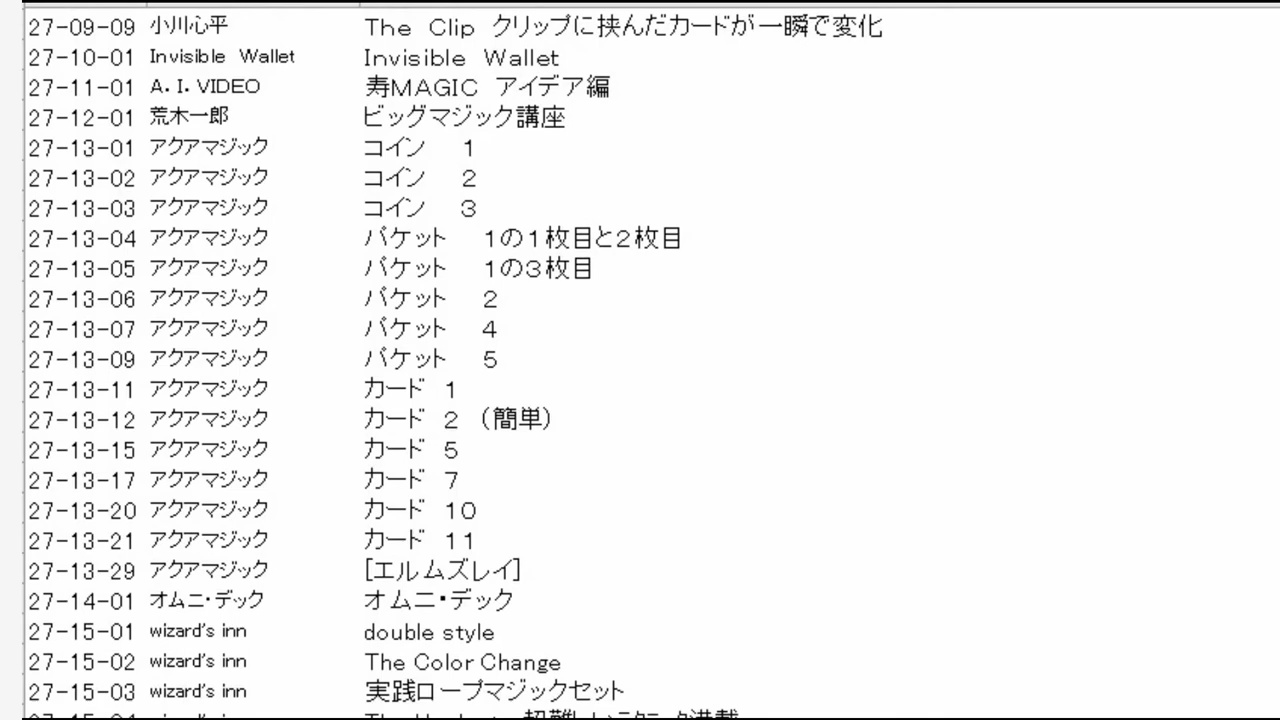 27-09-09 小川心平 The Clip クリップに挟んだカードが一瞬で変化
27-10-01 Invisible Wallet Invisible Wallet
27-11-01 A.I.VIDEO 寿MAGIC アイデア編
27-12-01 荒木一郎 ビッグマジック講座
27-13-01 アクアマジック コイン 1
27-13-02 アクアマジック コイン 2
27-13-03 アクアマジック コイン 3
27-13-04 アクアマジック パケット 1の1枚目と2枚目
27-13-05 アクアマジック パケット 1の3枚目
27-13-06 アクアマジック パケット 2
27-13-07 アクアマジック パケット 4
27-13-09 アクアマジック パケット 5
27-13-11 アクアマジック カード 1
27-13-12 アクアマジック カード 2 (簡単)
27-13-15 アクアマジック カード 5
27-13-17 アクアマジック カード 7
27-13-20 アクアマジック カード 10
27-13-21 アクアマジック カード 11
27-13-29 アクアマジック [エルムズレイ]
27-14-01 オムニ・デック オムニ・デック
27-15-01 wizard's inn double style
27-15-02 wizard's inn The Color Change
27-15-03 wizard's inn 実践ロープマジックセット